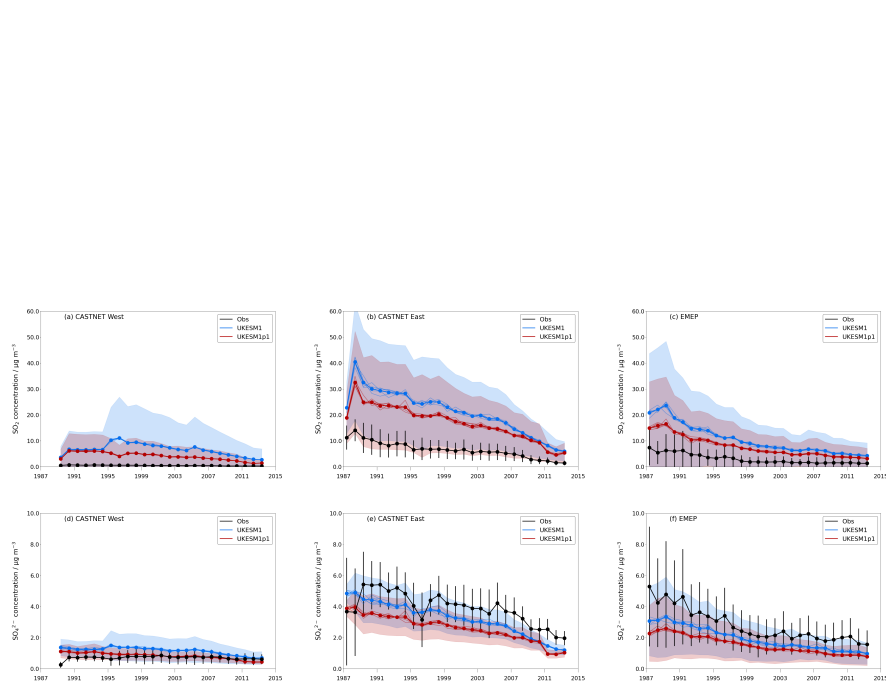 (a) CASTNET West
Obs
UKESM1
UKESM1p1
SO₂ concentration / μg m⁻³
60.0
50.0
40.0
30.0
20.0
10.0
0.0
1987 1991 1995 1999 2003 2007 2011 2015
(b) CASTNET East
Obs
UKESM1
UKESM1p1
SO₂ concentration / μg m⁻³
60.0
50.0
40.0
30.0
20.0
10.0
0.0
1987 1991 1995 1999 2003 2007 2011 2015
(c) EMEP
Obs
UKESM1
UKESM1p1
SO₂ concentration / μg m⁻³
60.0
50.0
40.0
30.0
20.0
10.0
0.0
1987 1991 1995 1999 2003 2007 2011 2015
(d) CASTNET West
Obs
UKESM1
UKESM1p1
SO₄²⁻ concentration / μg m⁻³
10.0
8.0
6.0
4.0
2.0
0.0
1987 1991 1995 1999 2003 2007 2011 2015
(e) CASTNET East
Obs
UKESM1
UKESM1p1
SO₄²⁻ concentration / μg m⁻³
10.0
8.0
6.0
4.0
2.0
0.0
1987 1991 1995 1999 2003 2007 2011 2015
(f) EMEP
Obs
UKESM1
UKESM1p1
SO₄²⁻ concentration / μg m⁻³
10.0
8.0
6.0
4.0
2.0
0.0
1987 1991 1995 1999 2003 2007 2011 2015